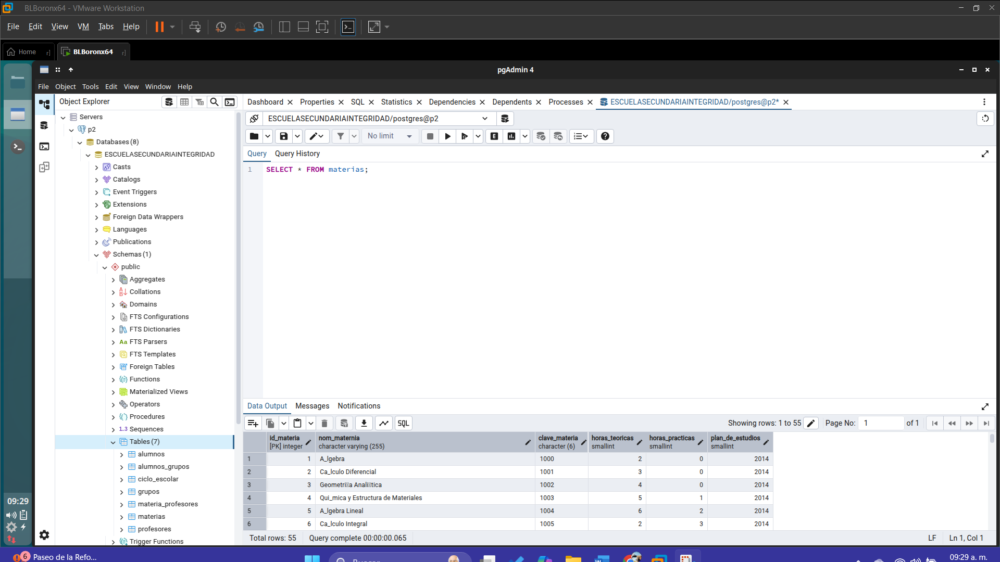 BLBoronx64 - VMware Workstation
File Edit View VM Tabs Help
Home
BLBoronx64
pgAdmin 4
File Object Tools Edit View Window Help
Object Explorer
Dashboard Properties SQL Statistics Dependencies Dependents Processes ESCUELASECUNDARIAINTEGRIDAD/postgres@p2*
Servers
p2
Databases (8)
ESCUELASECUNDARIAINTEGRIDAD
Casts
Catalogs
Event Triggers
Extensions
Foreign Data Wrappers
Languages
Publications
Schemas (1)
public
Aggregates
Collations
Domains
FTS Configurations
FTS Dictionaries
Aa FTS Parsers
FTS Templates
Foreign Tables
Functions
Materialized Views
Operators
Procedures
1..3 Sequences
Tables (7)
alumnos
alumnos_grupos
ciclo_escolar
grupos
materia_profesores
materias
profesores
Trigger Functions
ESCUELASECUNDARIAINTEGRIDAD/postgres@p2
No limit
Query Query History
1 SELECT * FROM materias;
Data Output Messages Notifications
SQL Showing rows: 1 to 55 Page No: 1 of 1
id_materia nom_maternia clave_materia horas_teoricas horas_practicas plan_de_estudios
[PK] integer character varying (255) character (6) smallint smallint smallint
1 1 A_lgebra 1000 2 0 2014
2 2 Ca_lculo Diferencial 1001 3 0 2014
3 3 1002 4 0 2014
4 4 Qui_mica y Estructura de Materiales 1003 5 1 2014
5 5 A_lgebra Lineal 1004 6 2 2014
6 6 Ca_lculo Integral 1005 2 3 2014
Total rows: 55 Query complete 00:00:00.065 LF Ln 1, Col 1
09:29
6 Paseo de la Refo...
09:29 a. m.